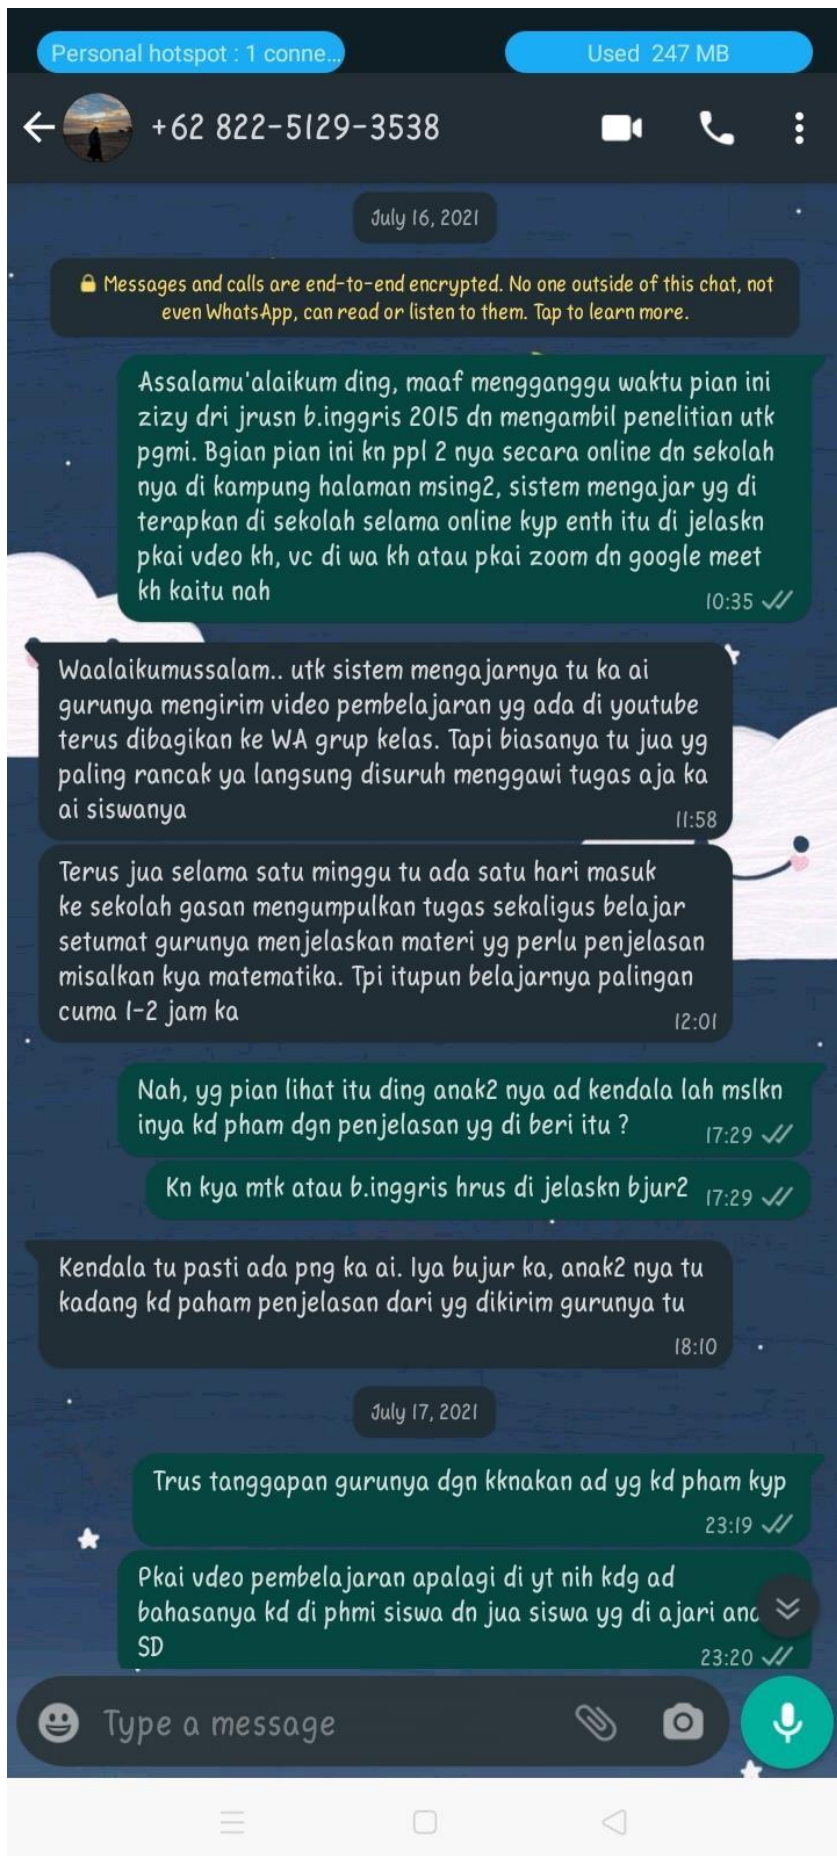 Personal hotspot : 1 conne...
Used 247 MB
+62 822-5129-3538
July 16, 2021
Messages and calls are end-to-end encrypted. No one outside of this chat, not
even WhatsApp, can read or listen to them. Tap to learn more.
Assalamu'alaikum ding, maaf mengganggu waktu pian ini
zizy dri jrusn b.inggris 2015 dn mengambil penelitian utk
pgmi. Bgian pian ini kn ppl 2 nya secara online dn sekolah
nya di kampung halaman msing2, sistem mengajar yg di
terapkan di sekolah selama online kyp enth itu di jelaskn
pkai vdeo kh, vc di wa kh atau pkai zoom dn google meet
kh kaitu nah
10:35
Waalaikumussalam.. utk sistem mengajarnya tu ka ai
gurunya mengirim video pembelajaran yg ada di youtube
terus dibagikan ke WA grup kelas. Tapi biasanya tu jua yg
paling rancak ya langsung disuruh menggawi tugas aja ka
ai siswanya
11:58
Terus jua selama satu minggu tu ada satu hari masuk
ke sekolah gasan mengumpulkan tugas sekaligus belajar
setumat gurunya menjelaskan materi yg perlu penjelasan
misalkan kya matematika. Tpi itupun belajarnya palingan
cuma 1-2 jam ka
12:01
Nah, yg pian lihat itu ding anak2 nya ad kendala lah mslkn
inya kd pham dgn penjelasan yg di beri itu ?
17:29
Kn kya mtk atau b.inggris hrus di jelaskn bjur2
17:29
Kendala tu pasti ada png ka ai. Iya bujur ka, anak2 nya tu
kadang kd paham penjelasan dari yg dikirim gurunya tu
18:10
July 17, 2021
Trus tanggapan gurunya dgn kknakan ad yg kd pham kyp
23:19
Pkai vdeo pembelajaran apalagi di yt nih kdg ad
bahasanya kd di phmi siswa dn jua siswa yg di ajari
SD
23:20
Type a message